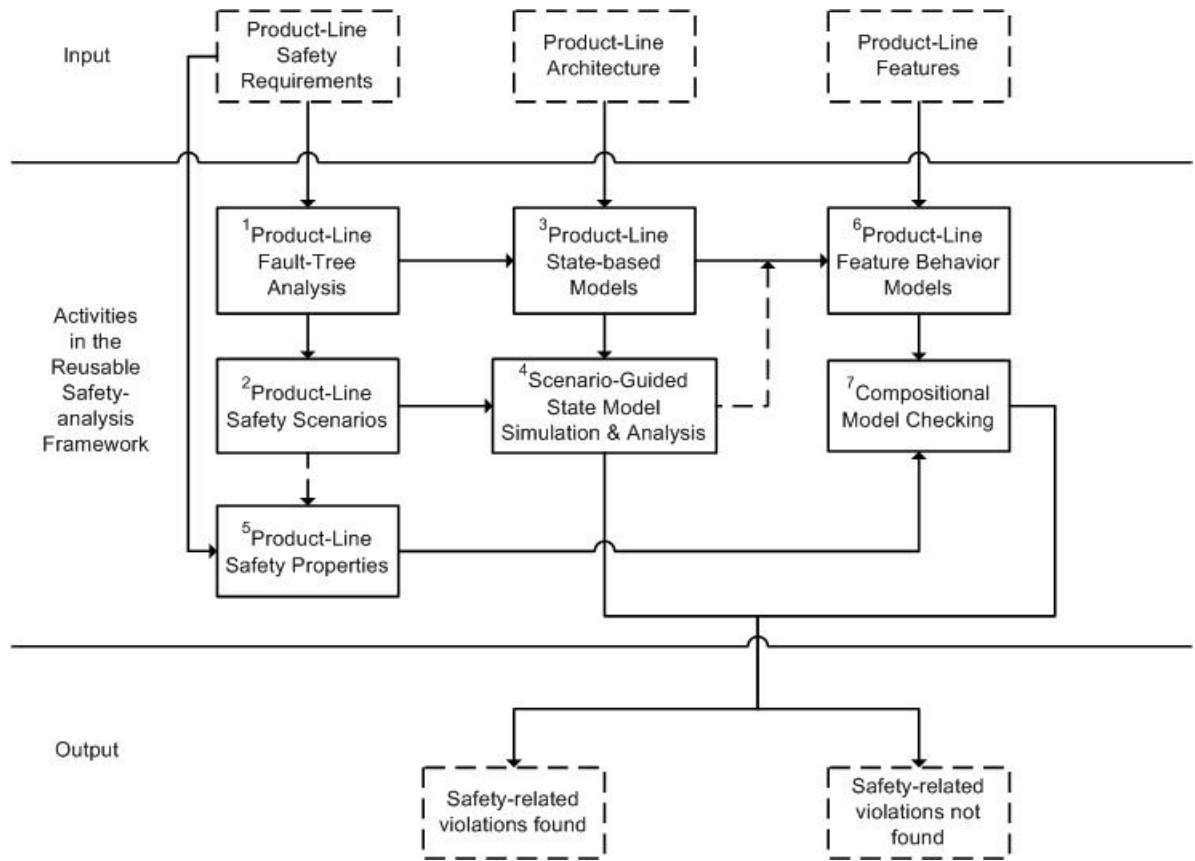 Input
Product-Line
Safety
Requirements
Product-Line
Architecture
Product-Line
Features
Activities
in the
Reusable
Safety-
analysis
Framework
1Product-Line
Fault-Tree
Analysis
3Product-Line
State-based
Models
6Product-Line
Feature Behavior
Models
2Product-Line
Safety Scenarios
4Scenario-Guided
State Model
Simulation & Analysis
7Compositional
Model Checking
5Product-Line
Safety Properties
Output
Safety-related
violations found
Safety-related
violations not
found